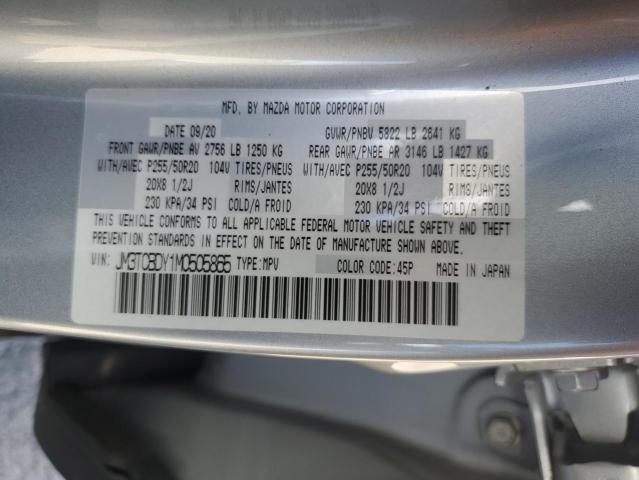 MFD. BY MAZDA MOTOR CORPORATION
DATE 09/20 GVWR/PNBV 5822 LB 2641 KG
FRONT GAWR/PNBE AV 2756 LB 1250 KG REAR GAWR/PNBE AR 3146 LB 1427 KG
WITH/AVEC P255/50R20 104V TIRES/PNEUS WITH/AVEC P255/50R20 104V TIRES/PNEUS
20X8 1/2J RIMS/JANTES 20X8 1/2J RIMS/JANTES
230 KPA/34 PSI COLD/A FROID 230 KPA/34 PSI COLD/A FROID
THIS VEHICLE CONFORMS TO ALL APPLICABLE FEDERAL MOTOR VEHICLE SAFETY AND THEFT
PREVENTION STANDARDS IN EFFECT ON THE DATE OF MANUFACTURE SHOWN ABOVE.
VIN: JM3TCBDY1M0505865 TYPE:MPV COLOR CODE:45P MADE IN JAPAN